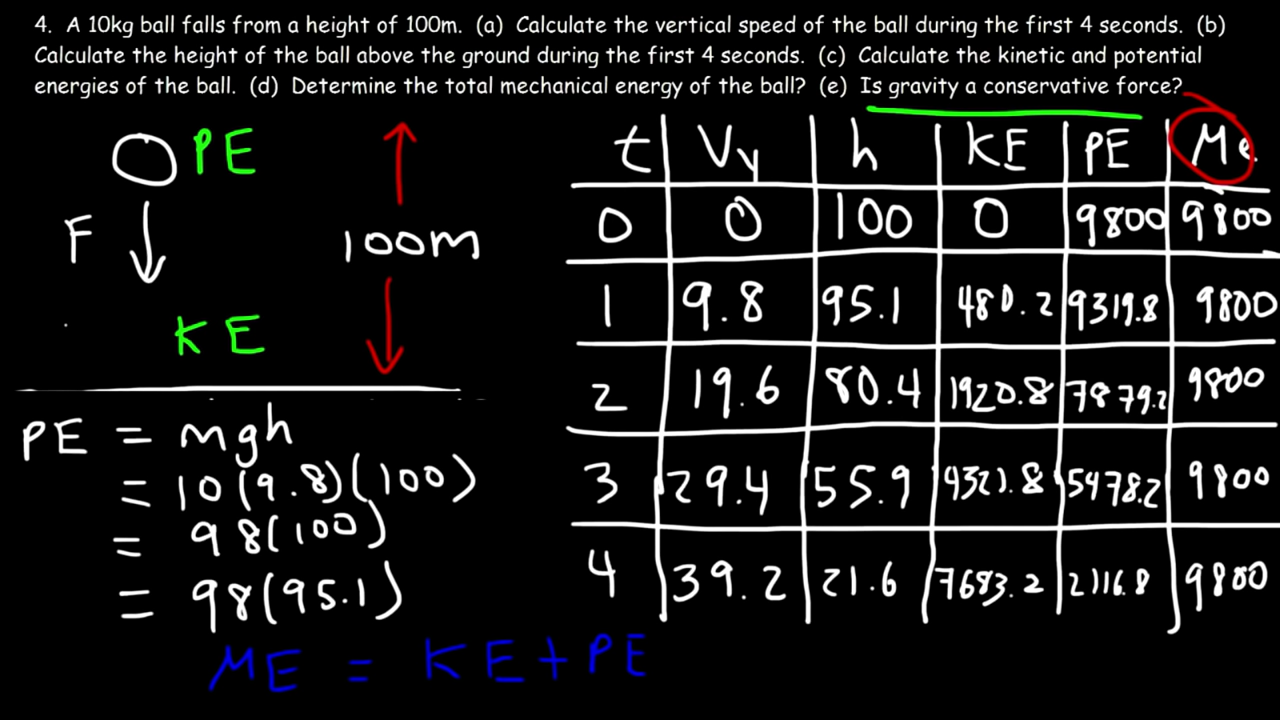 4. A 10kg ball falls from a height of 100m. (a) Calculate the vertical speed of the ball during the first 4 seconds. (b)
Calculate the height of the ball above the ground during the first 4 seconds. (c) Calculate the kinetic and potential
energies of the ball. (d) Determine the total mechanical energy of the ball? (e) Is gravity a conservative force?
PE
F
100m
KE
PE = mgh
= 10(9.8)(100)
= 98(100)
= 98(95.1)
ME = KE+PE
t Vy h KE PE Me
0 0 100 0 9800 9800
1 9.8 95.1 480.2 9319.8 9800
2 19.6 80.4 1920.8 7879.2 9800
3 29.4 55.9 4321.8 5478.2 9800
4 39.2 21.6 7683.2 2116.8 9800